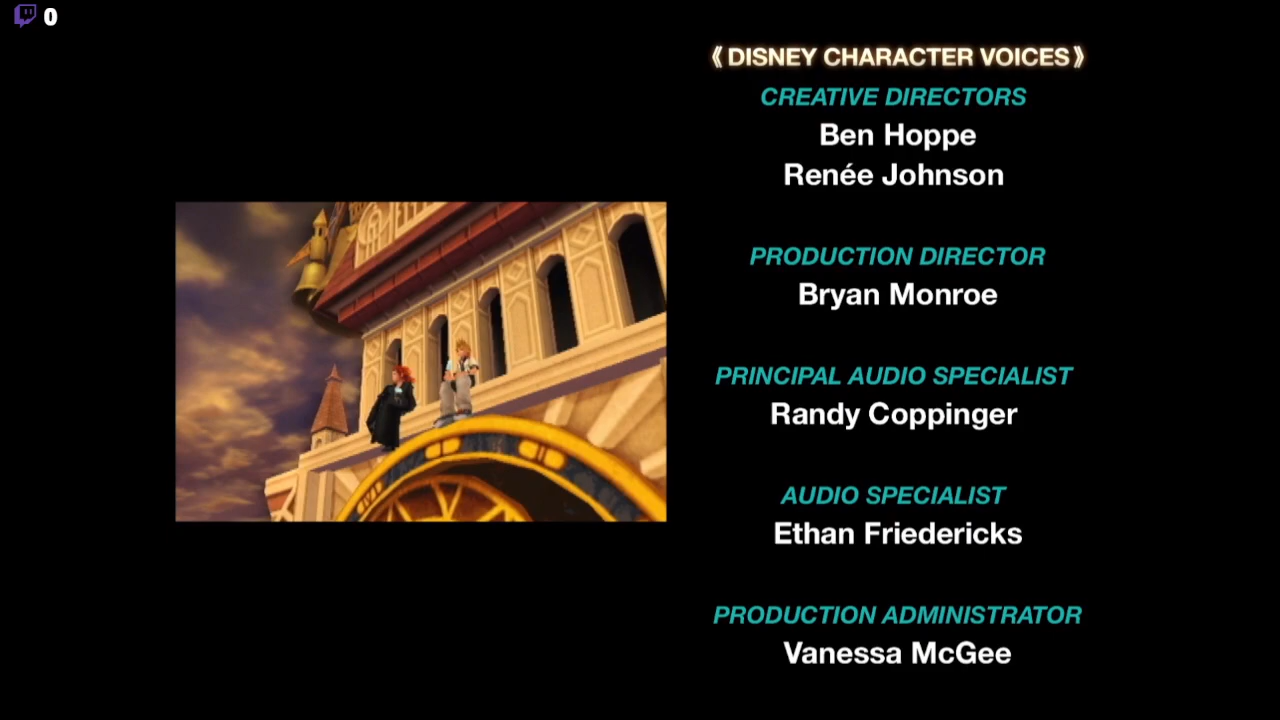 0
《DISNEY CHARACTER VOICES》
CREATIVE DIRECTORS
Ben Hoppe
Renée Johnson
PRODUCTION DIRECTOR
Bryan Monroe
PRINCIPAL AUDIO SPECIALIST
Randy Coppinger
AUDIO SPECIALIST
Ethan Friedericks
PRODUCTION ADMINISTRATOR
Vanessa McGee